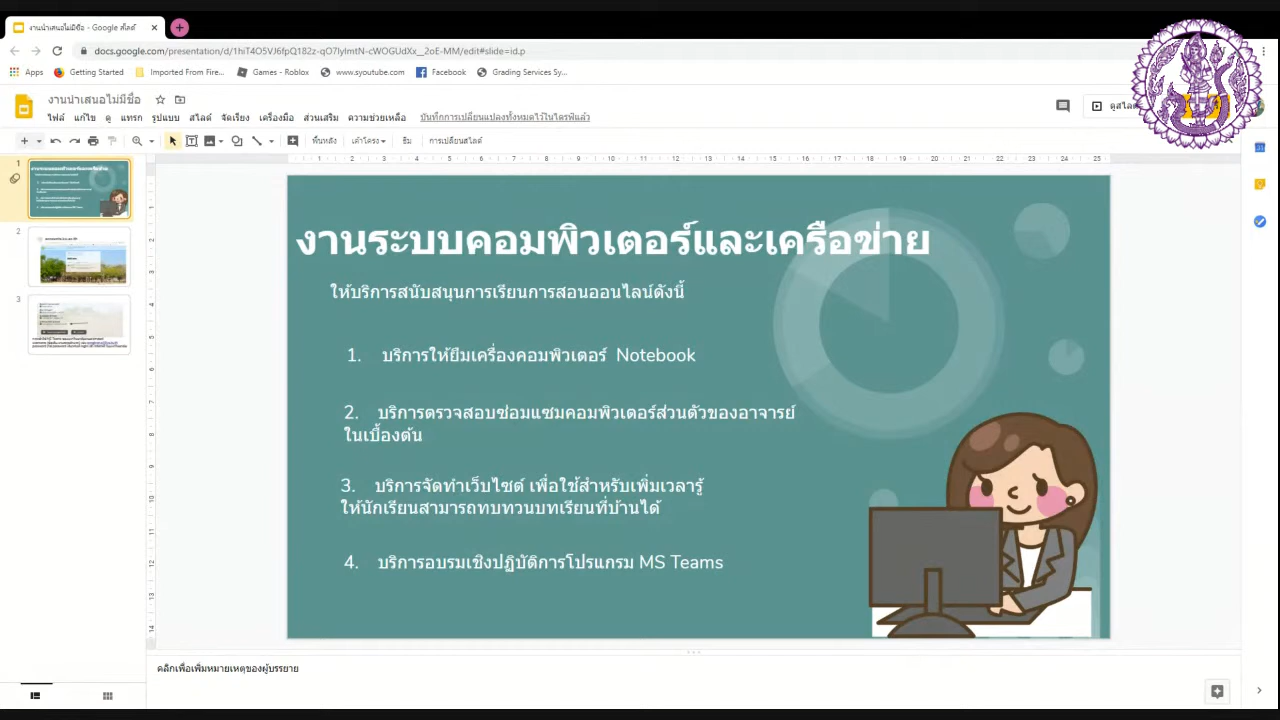 งานนำเสนอไม่มีชื่อ - Google สไลด์
docs.google.com/presentation/d/1hiT4O5VJ6fpQ182z-qO7IyImtN-cWOGUdXx__2oE-MM/edit#slide=id.p
Apps Getting Started Imported From Fire... Games - Roblox www.syoutube.com Facebook Grading Services Sy...
งานนำเสนอไม่มีชื่อ
ไฟล์ แก้ไข ดู แทรก รูปแบบ สไลด์ จัดเรียง เครื่องมือ ส่วนเสริม ความช่วยเหลือ บันทึกการเปลี่ยนแปลงทั้งหมดไว้ในไดรฟ์แล้ว
พื้นหลัง เค้าโครง ธีม การเปลี่ยนสไลด์
1
2
3
งานระบบคอมพิวเตอร์และเครือข่าย
ให้บริการสนับสนุนการเรียนการสอนออนไลน์ดังนี้
1. บริการให้ยืมเครื่องคอมพิวเตอร์ Notebook
2. บริการตรวจสอบซ่อมแซมคอมพิวเตอร์ส่วนตัวของอาจารย์
ในเบื้องต้น
3. บริการจัดทำเว็บไซต์ เพื่อใช้สำหรับเพิ่มเวลารู้
ให้นักเรียนสามารถทบทวนบทเรียนที่บ้านได้
4. บริการอบรมเชิงปฏิบัติการโปรแกรม MS Teams
คลิกเพื่อเพิ่มหมายเหตุของผู้บรรยาย